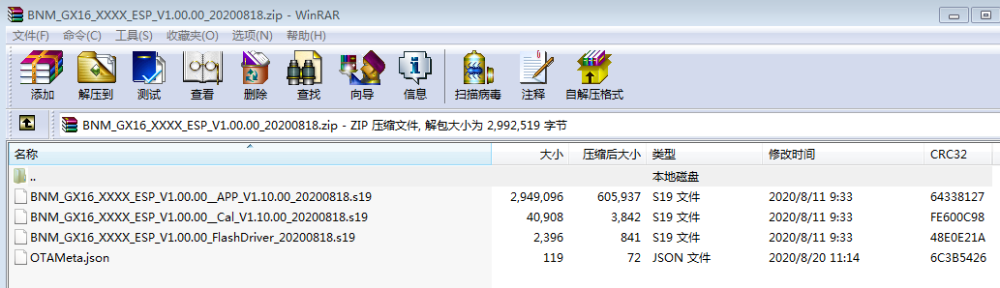 BNM_GX16_XXXX_ESP_V1.00.00_20200818.zip - WinRAR
文件(F) 命令(C) 工具(S) 收藏夹(O) 选项(N) 帮助(H)
添加 解压到 测试 查看 删除 查找 向导 信息 扫描病毒 注释 自解压格式
BNM_GX16_XXXX_ESP_V1.00.00_20200818.zip - ZIP 压缩文件, 解包大小为 2,992,519 字节
名称 大小 压缩后大小 类型 修改时间 CRC32
.. 本地磁盘
BNM_GX16_XXXX_ESP_V1.00.00__APP_V1.10.00_20200818.s19 2,949,096 605,937 S19 文件 2020/8/11 9:33 64338127
BNM_GX16_XXXX_ESP_V1.00.00__Cal_V1.10.00_20200818.s19 40,908 3,842 S19 文件 2020/8/11 9:33 FE600C98
BNM_GX16_XXXX_ESP_V1.00.00_FlashDriver_20200818.s19 2,396 841 S19 文件 2020/8/11 9:33 48E0E21A
OTAMeta.json 119 72 JSON 文件 2020/8/20 11:14 6C3B5426